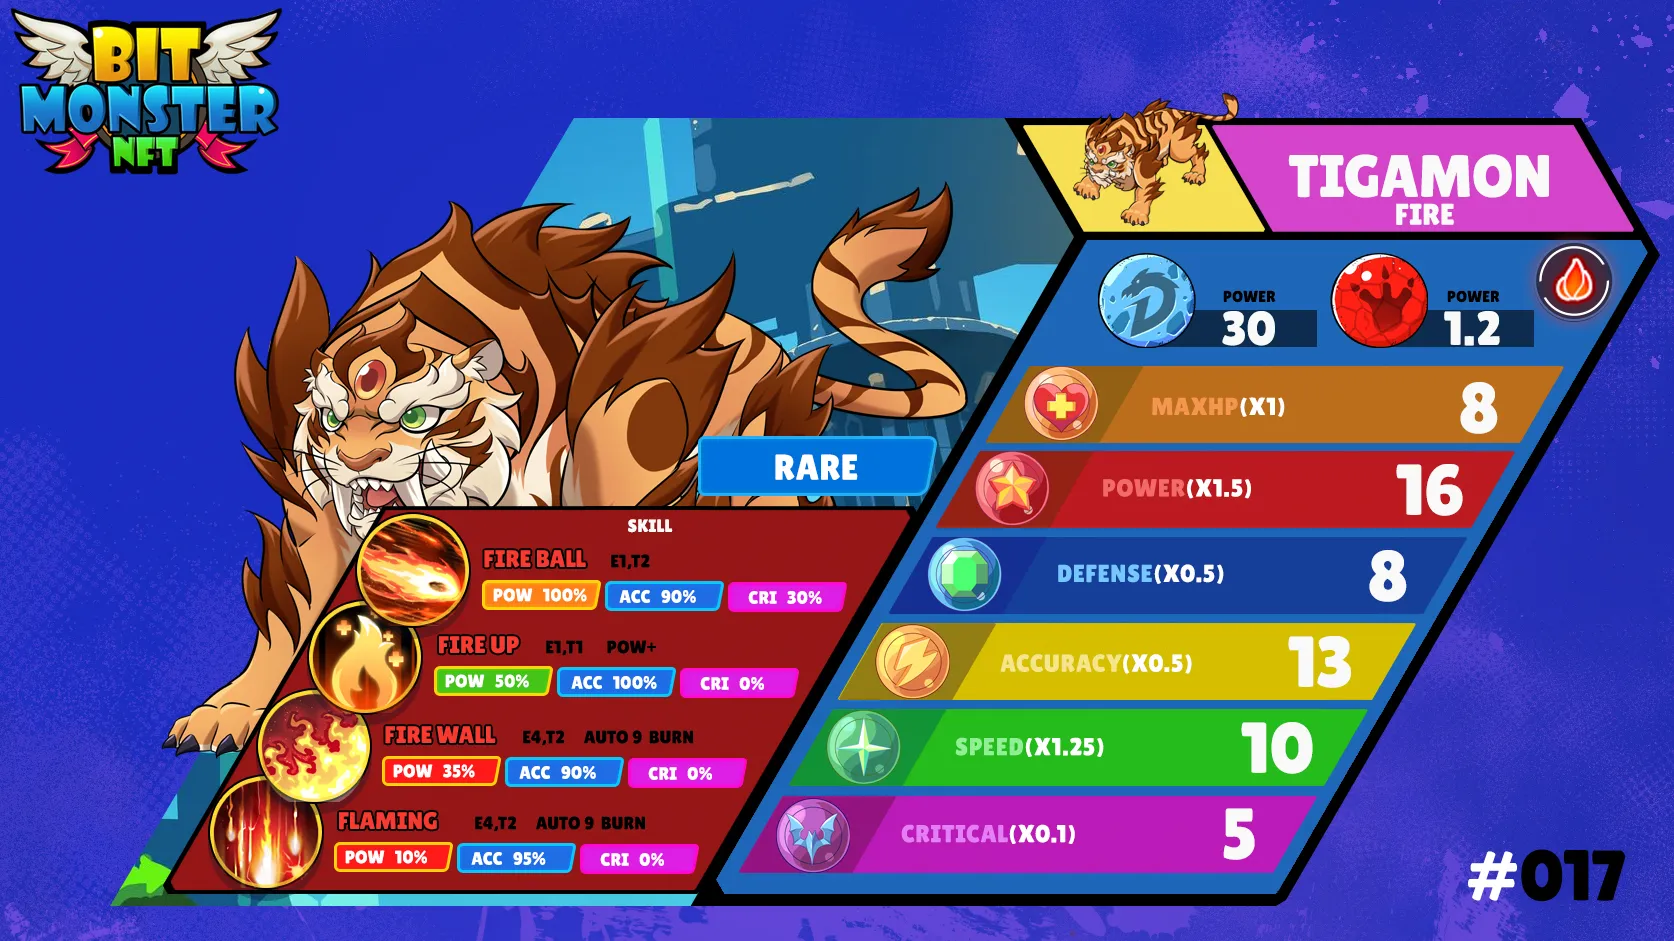 BIT
MONSTER
NFT
TIGAMON
FIRE
POWER
30
POWER
1.2
MAXHP(X1) 8
POWER(X1.5) 16
DEFENSE(X0.5) 8
ACCURACY(X0.5) 13
SPEED(X1.25) 10
CRITICAL(X0.1) 5
RARE
SKILL
FIRE BALL E1,T2
POW 100% ACC 90% CRI 30%
FIRE UP E1,T1 POW+
POW 50% ACC 100% CRI 0%
FIRE WALL E4,T2 AUTO 9 BURN
POW 35% ACC 90% CRI 0%
FLAMING E4,T2 AUTO 9 BURN
POW 10% ACC 95% CRI 0%
#017